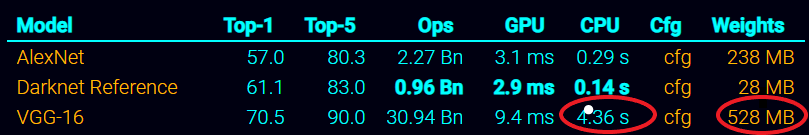 Model Top-1 Top-5 Ops GPU CPU Cfg Weights
AlexNet 57.0 80.3 2.27 Bn 3.1 ms 0.29 s cfg 238 MB
Darknet Reference 61.1 83.0 0.96 Bn 2.9 ms 0.14 s cfg 28 MB
VGG-16 70.5 90.0 30.94 Bn 9.4 ms 4.36 s cfg 528 MB